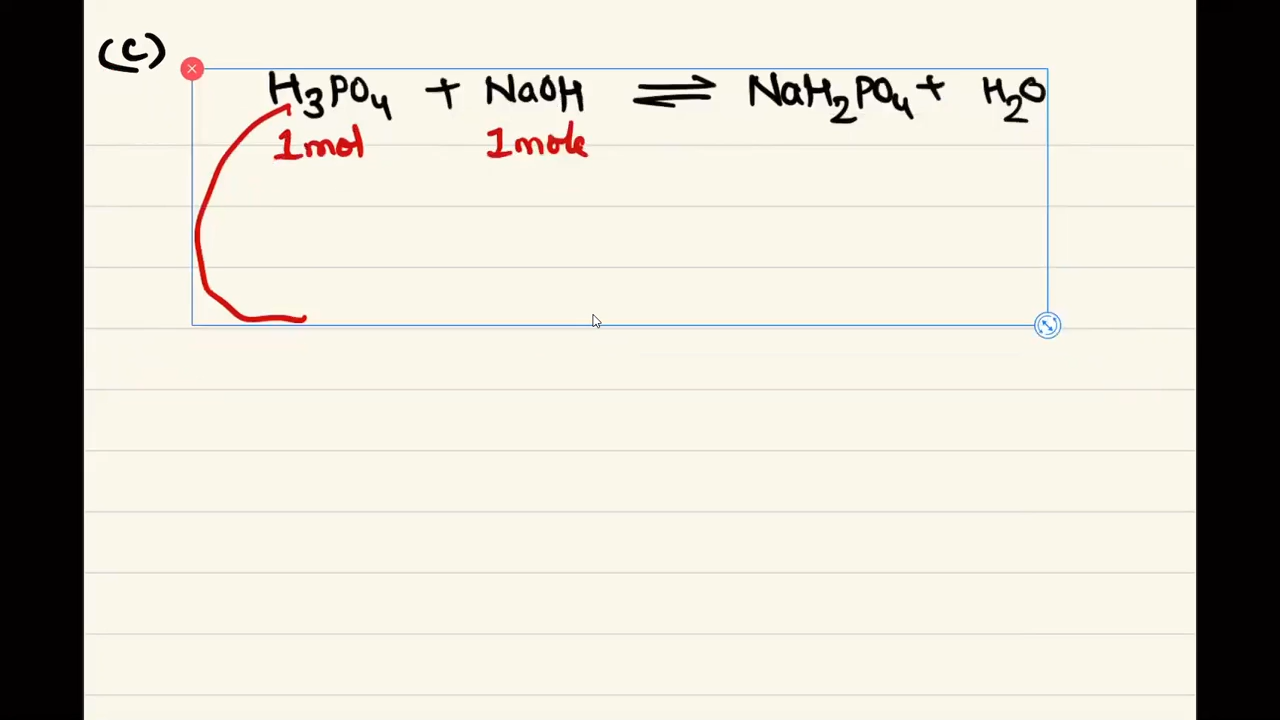 (c)
H₃PO₄ + NaOH ⇌ NaH₂PO₄ + H₂O
1mol 1mole